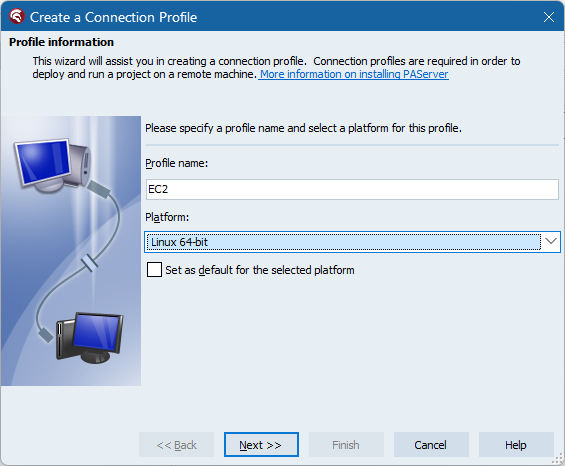 Create a Connection Profile
Profile information
This wizard will assist you in creating a connection profile. Connection profiles are required in order to
deploy and run a project on a remote machine. More information on installing PAServer
Please specify a profile name and select a platform for this profile.
Profile name:
EC2
Platform:
Linux 64-bit
Set as default for the selected platform
<< Back
Next >>
Finish
Cancel
Help